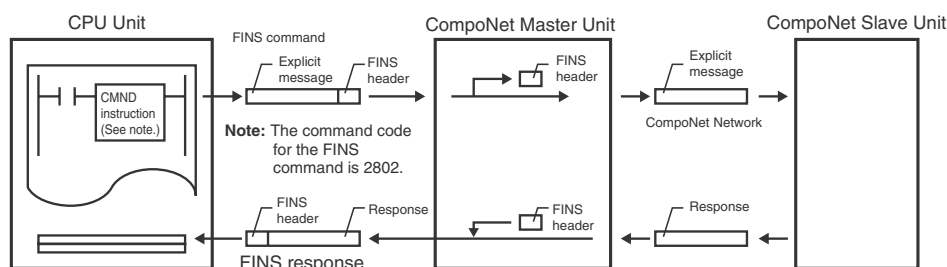 CPU Unit
CompoNet Master Unit
CompoNet Slave Unit
FINS command
Explicit
message
FINS
header
FINS
header
Explicit
message
CMND
instruction
(See note.)
Note: The command code
for the FINS
command is 2802.
CompoNet Network
FINS
header
Response
FINS
header
Response
FINS response